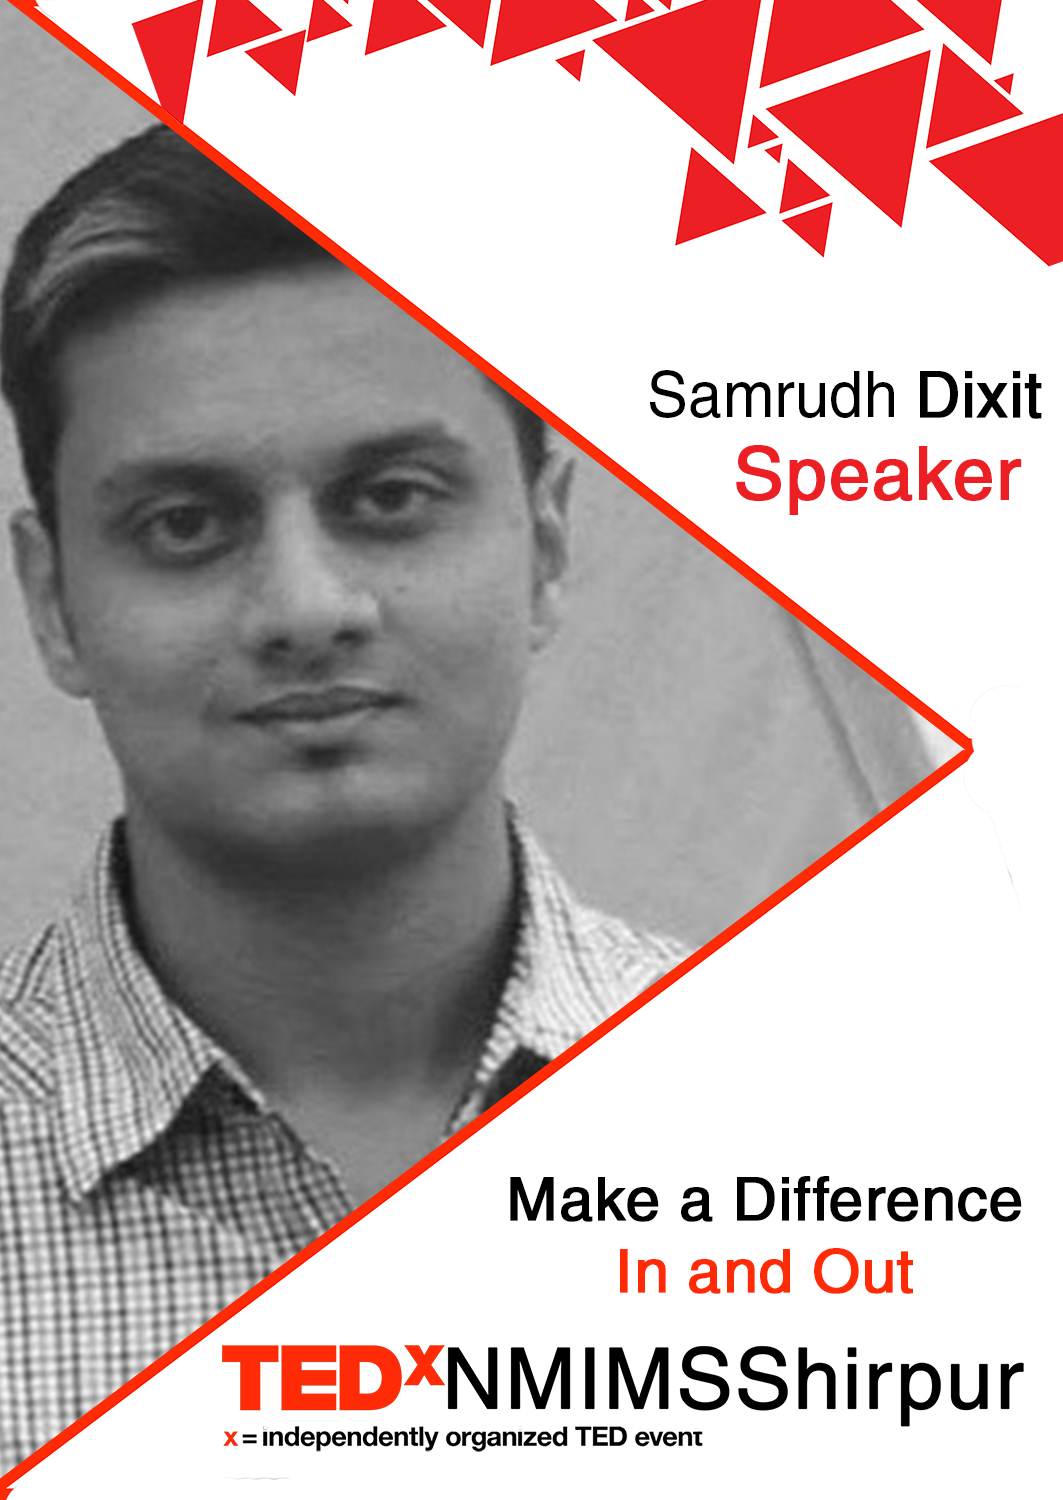 Samrudh Dixit
Speaker
Make a Difference
In and Out
TEDxNMIMSShirpur
x = independently organized TED event